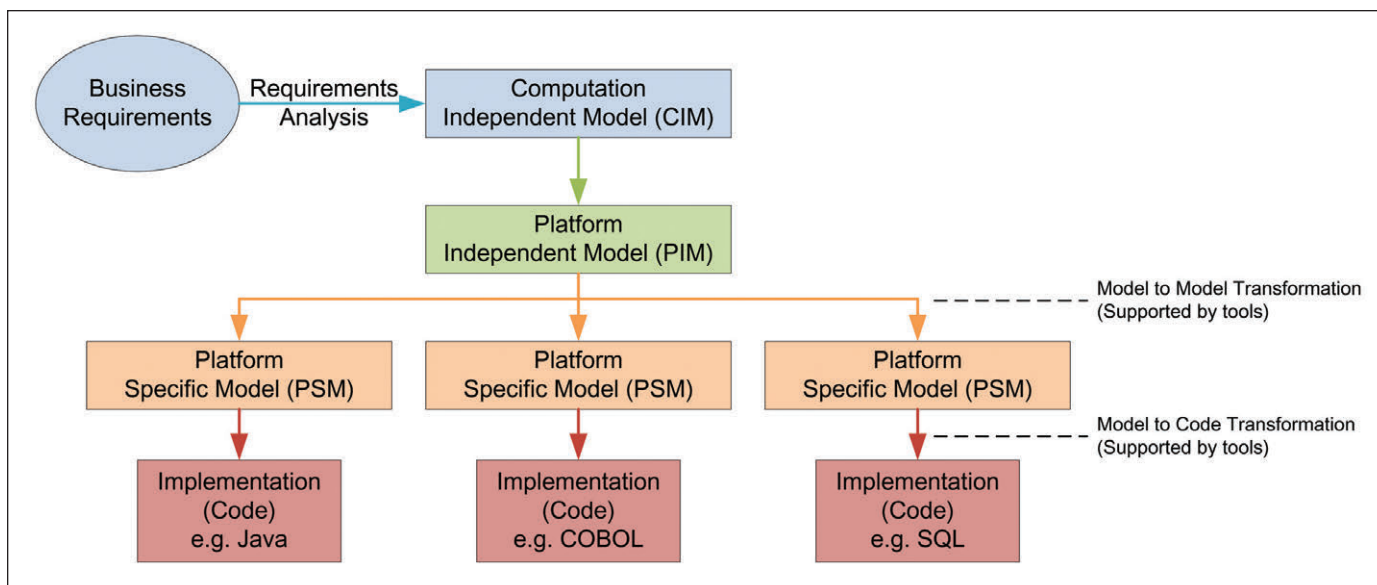 Business
Requirements
Requirements
Analysis
Computation
Independent Model (CIM)
Platform
Independent Model (PIM)
Model to Model Transformation
(Supported by tools)
Platform
Specific Model (PSM)
Platform
Specific Model (PSM)
Platform
Specific Model (PSM)
Model to Code Transformation
(Supported by tools)
Implementation
(Code)
e.g. Java
Implementation
(Code)
e.g. COBOL
Implementation
(Code)
e.g. SQL